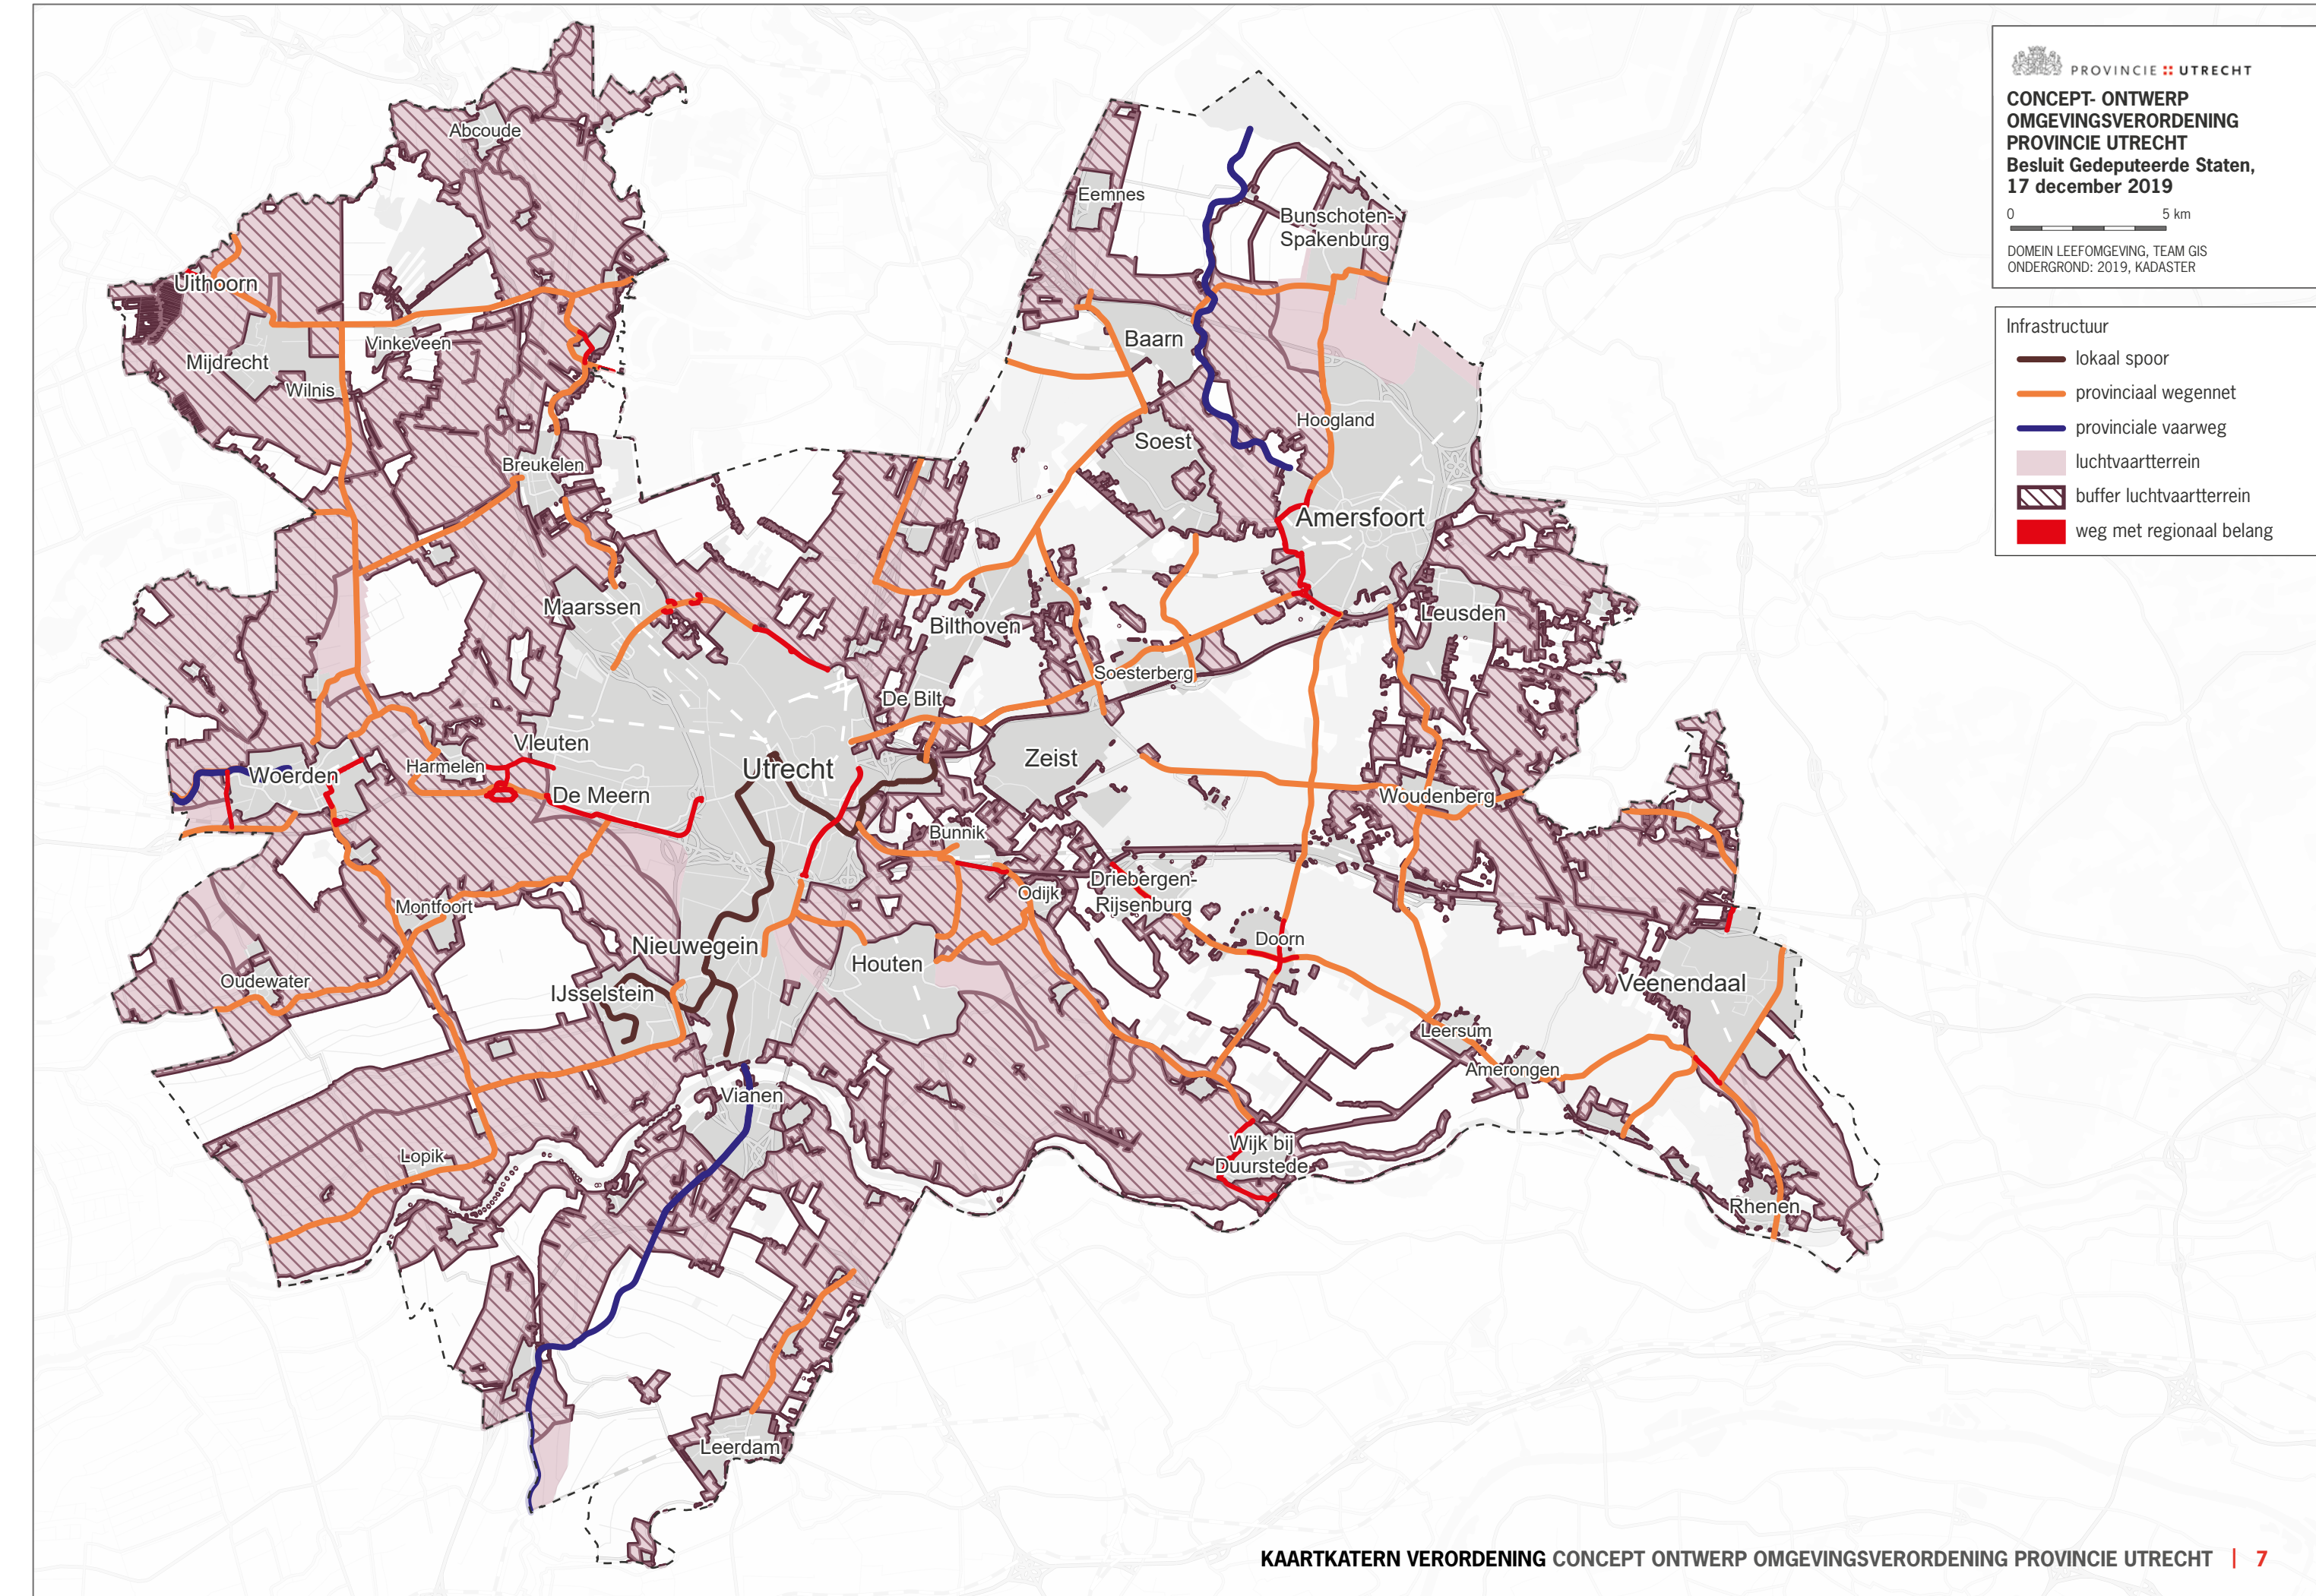 PROVINCIE UTRECHT
CONCEPT- ONTWERP
OMGEVINGSVERORDENING
PROVINCIE UTRECHT
Besluit Gedeputeerde Staten,
17 december 2019
0 5 km
DOMEIN LEEFOMGEVING, TEAM GIS
ONDERGROND: 2019, KADASTER
Infrastructuur
lokaal spoor
provinciaal wegennet
provinciale vaarweg
luchtvaartterrein
buffer luchtvaartterrein
weg met regionaal belang
Abcoude
Eemnes
Bunschoten-
Spakenburg
Uithoorn
Baarn
Vinkeveen
Mijdrecht
Wilnis
Hoogland
Soest
Breukelen
Amersfoort
Maarssen
Leusden
Bilthoven
Soesterberg
De Bilt
Vleuten
Zeist
Harmelen
Utrecht
Woerden
De Meern
Woudenberg
Bunnik
Driebergen-
Rijsenburg
Odijk
Montfoort
Doorn
Nieuwegein
Houten
Oudewater
Veenendaal
IJsselstein
Leersum
Amerongen
Vianen
Wijk bij
Duurstede
Lopik
Rhenen
Leerdam
KAARTKATERN VERORDENING CONCEPT ONTWERP OMGEVINGSVERORDENING PROVINCIE UTRECHT | 7